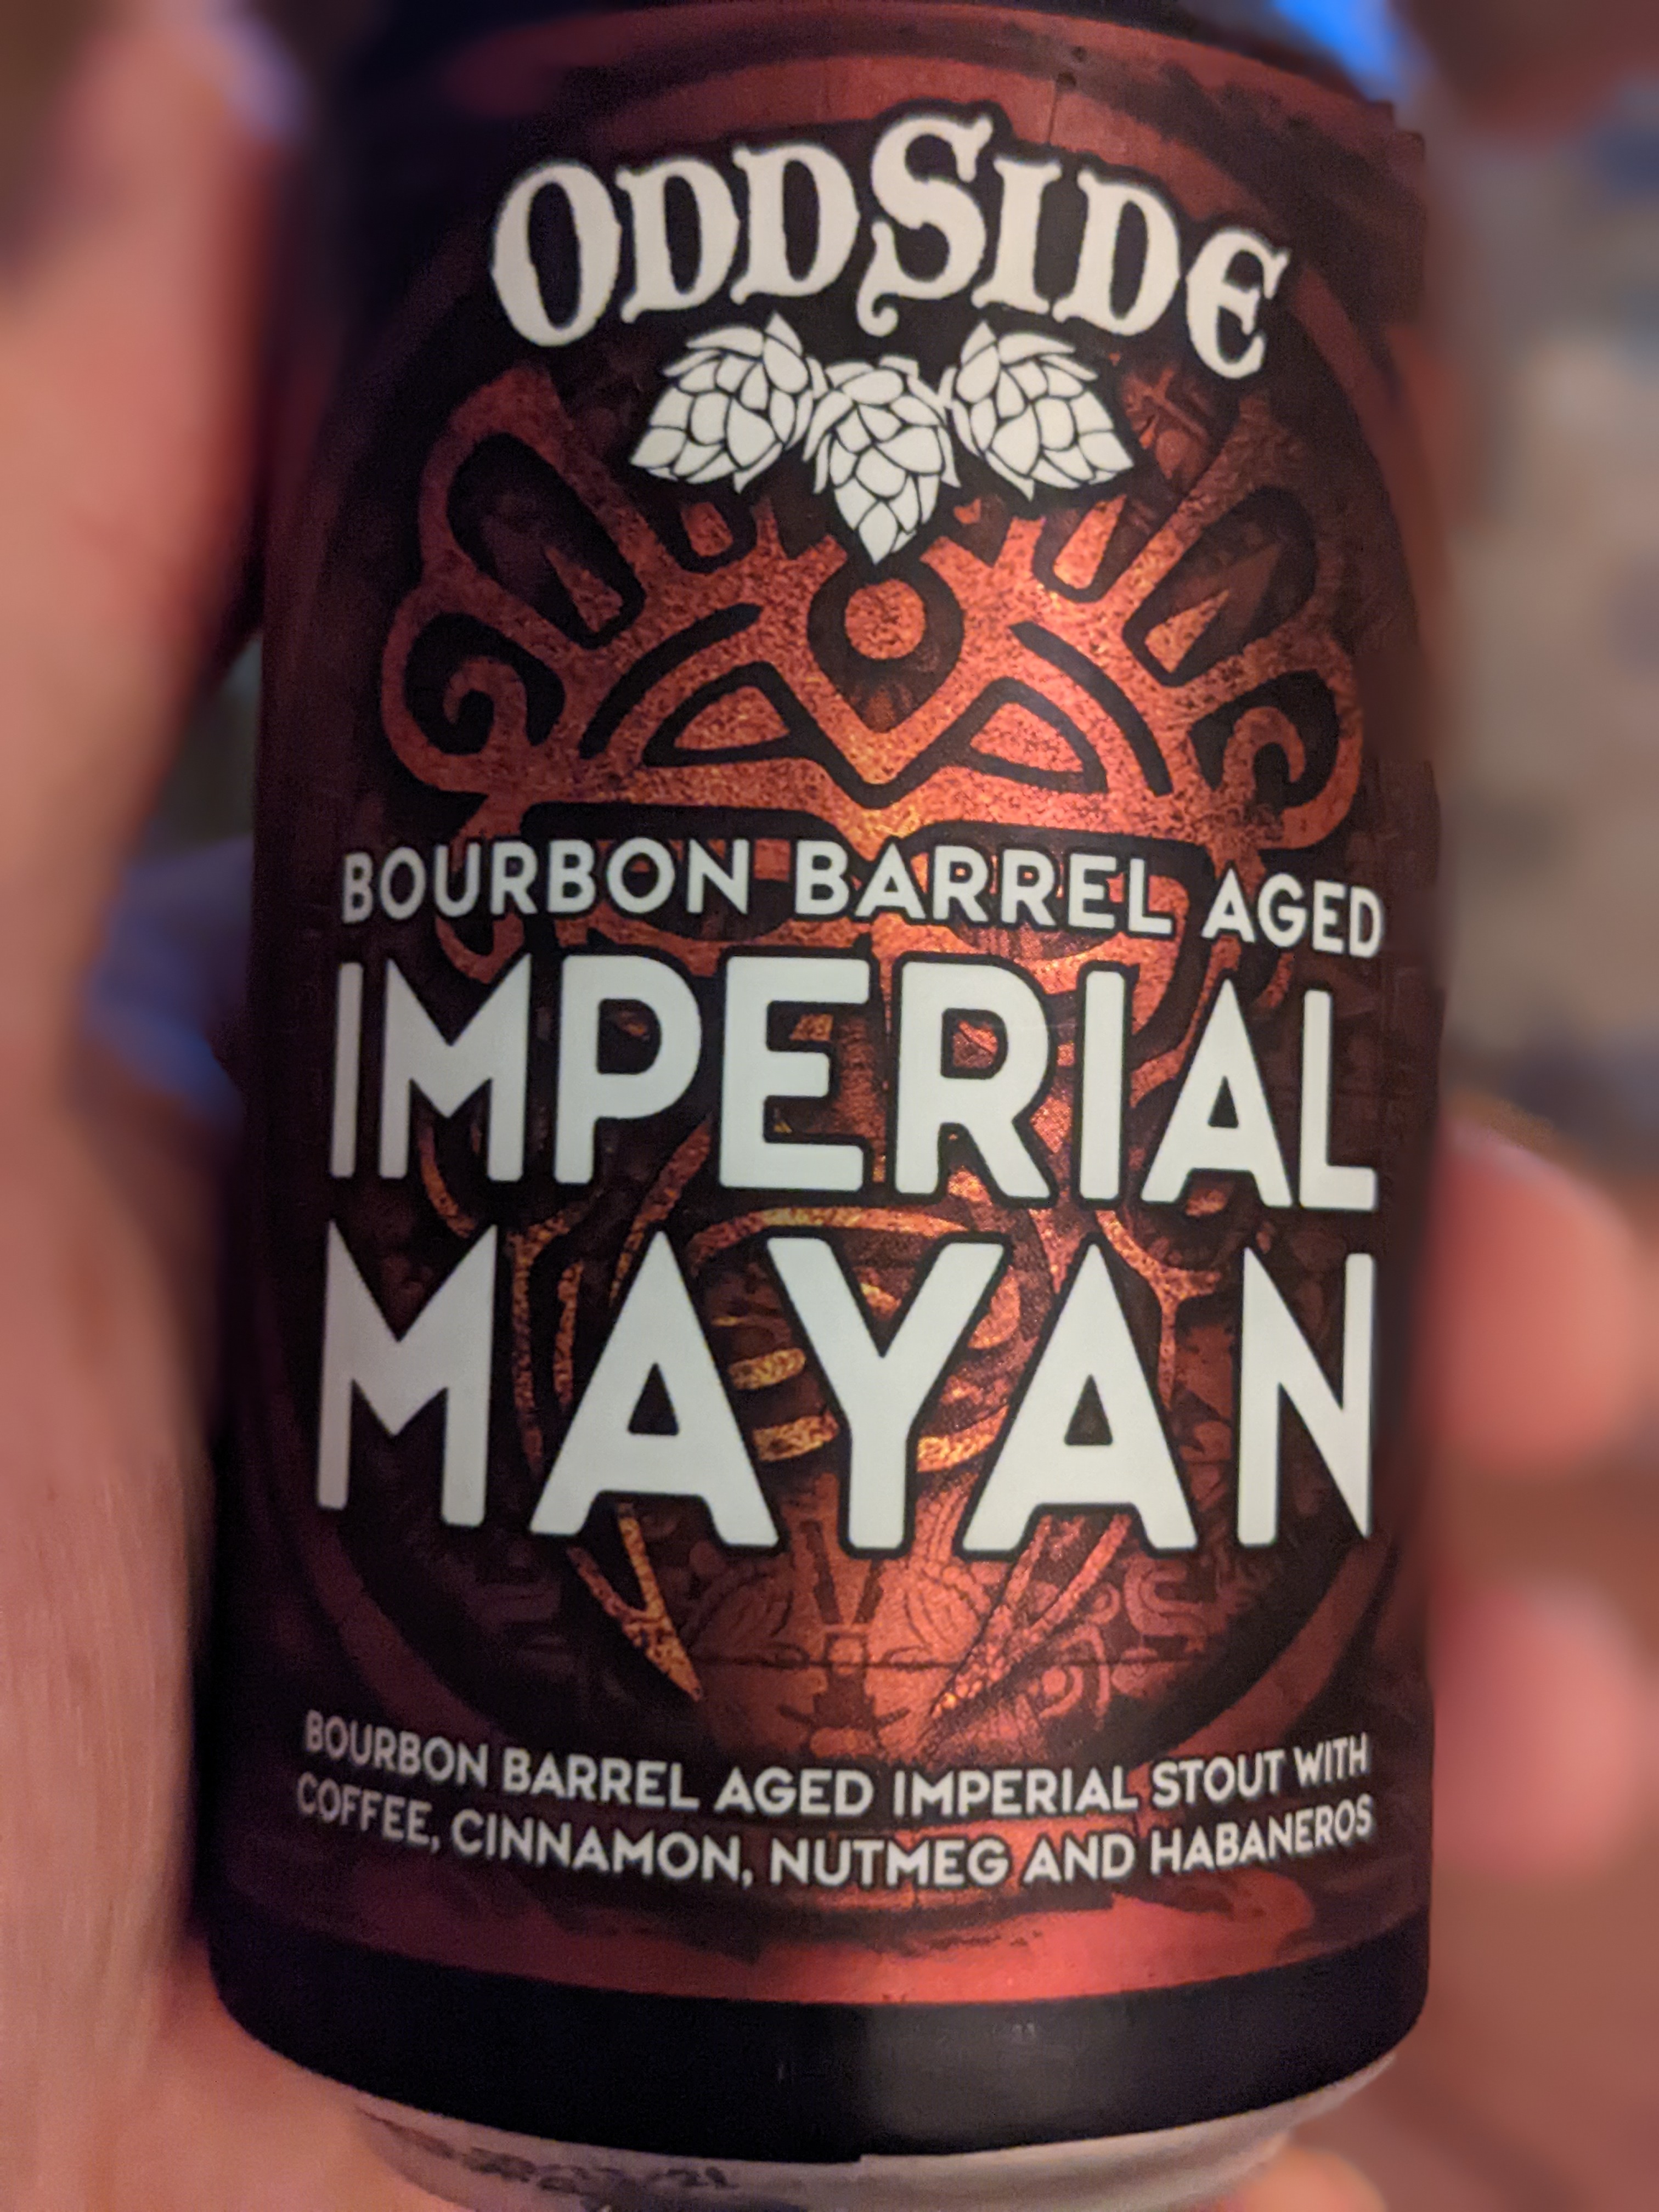 ODDSIDE
BOURBON BARREL AGED
IMPERIAL
MAYAN
BOURBON BARREL AGED IMPERIAL STOUT WITH
COFFEE, CINNAMON, NUTMEG AND HABANEROS